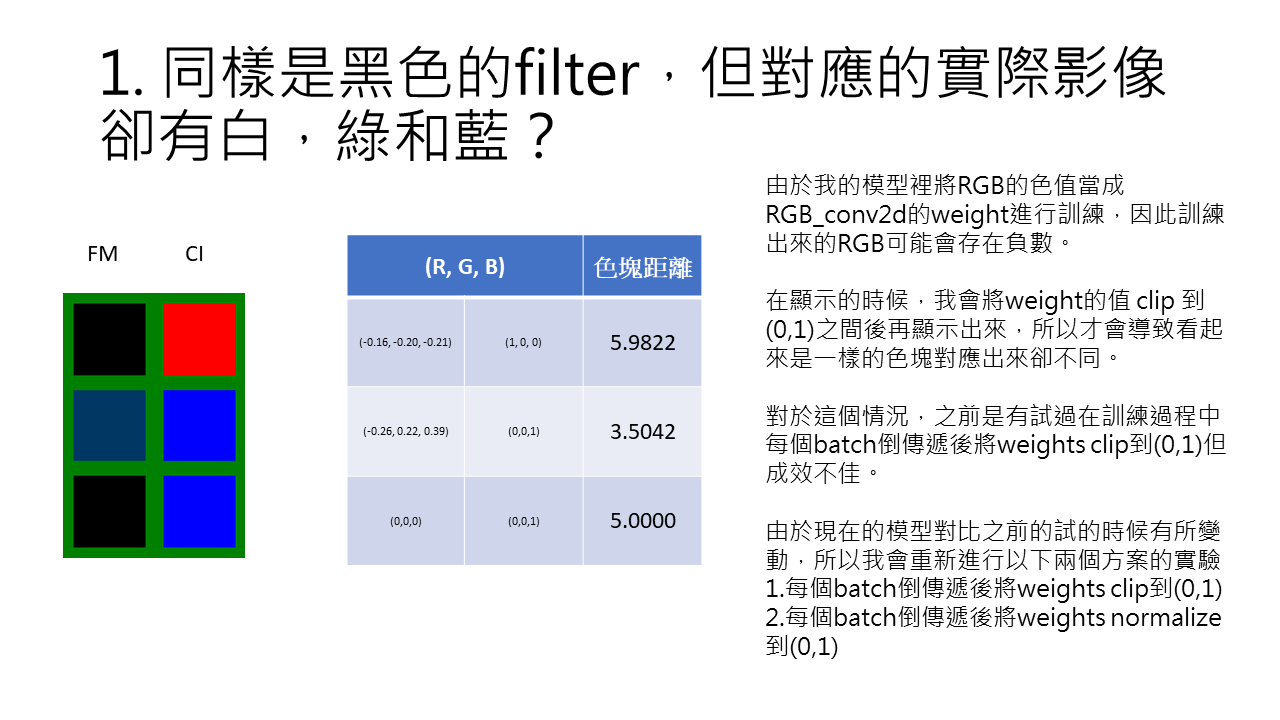 1. 同樣是黑色的filter，但對應的實際影像
卻有白，綠和藍？
由於我的模型裡將RGB的色值當成
RGB_conv2d的weight進行訓練，因此訓練
出來的RGB可能會存在負數。
在顯示的時候，我會將weight的值 clip 到
(0,1)之間後再顯示出來，所以才會導致看起
來是一樣的色塊對應出來卻不同。
對於這個情況，之前是有試過在訓練過程中
每個batch倒傳遞後將weights clip到(0,1)但
成效不佳。
由於現在的模型對比之前的試的時候有所變
動，所以我會重新進行以下兩個方案的實驗
1.每個batch倒傳遞後將weights clip到(0,1)
2.每個batch倒傳遞後將weights normalize
到(0,1)
FM CI
(R, G, B) 色塊距離
(-0.16, -0.20, -0.21) (1, 0, 0) 5.9822
(-0.26, 0.22, 0.39) (0,0,1) 3.5042
(0,0,0) (0,0,1) 5.0000